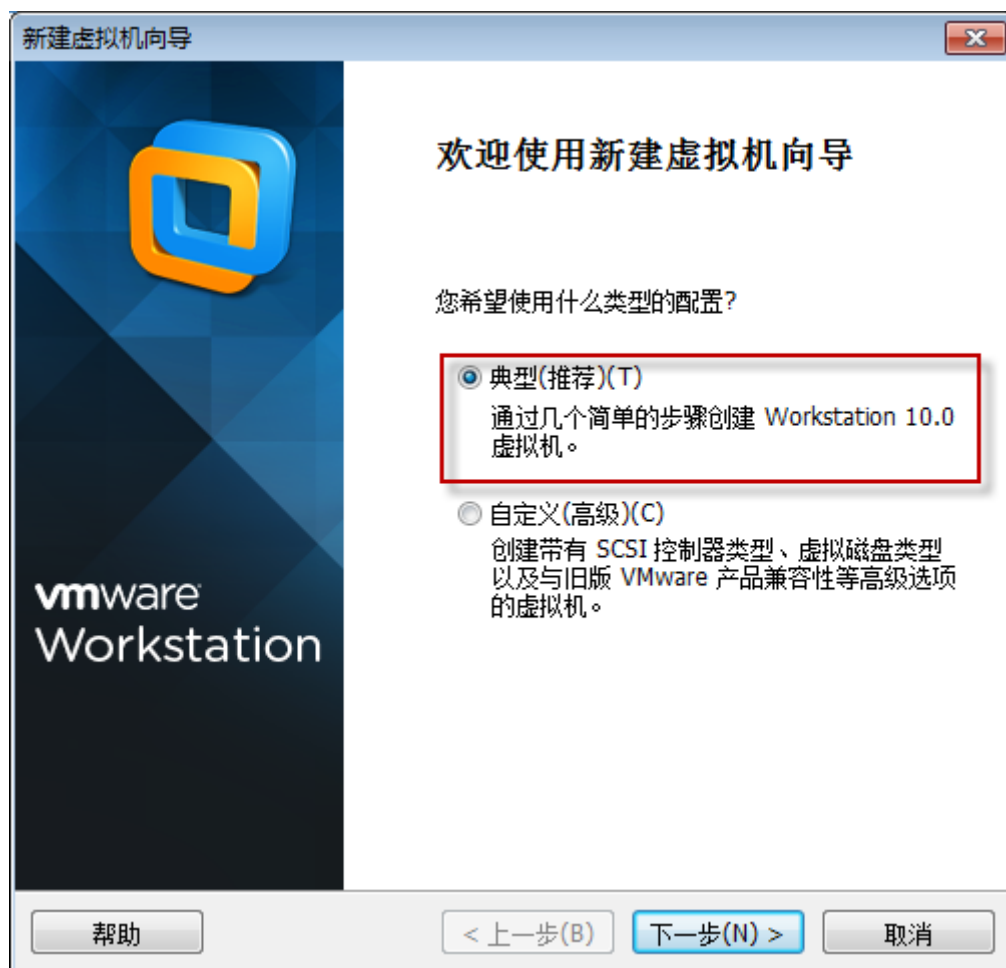 新建虚拟机向导
欢迎使用新建虚拟机向导
您希望使用什么类型的配置?
典型(推荐)(T)
通过几个简单的步骤创建 Workstation 10.0
虚拟机。
自定义(高级)(C)
创建带有 SCSI 控制器类型、虚拟磁盘类型
以及与旧版 VMware 产品兼容性等高级选项
的虚拟机。
vmware
Workstation
帮助
< 上一步(B)
下一步(N) >
取消